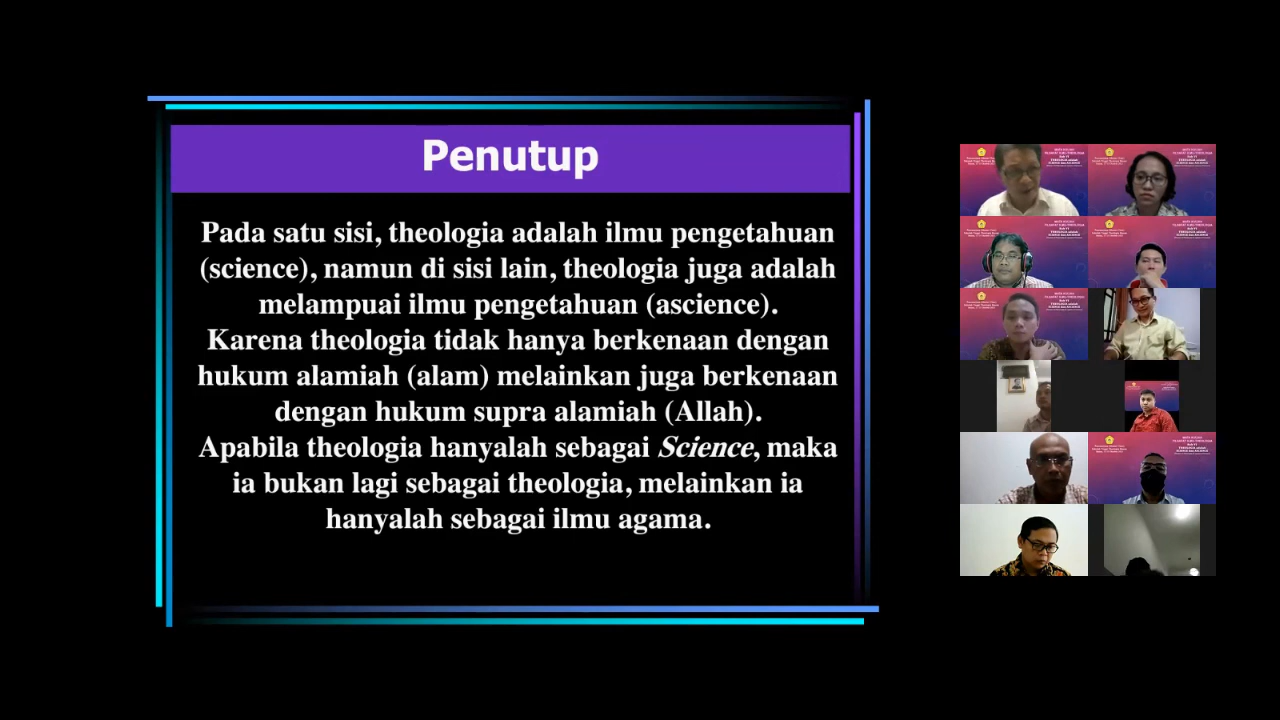 Penutup
Pada satu sisi, theologia adalah ilmu pengetahuan
(science), namun di sisi lain, theologia juga adalah
melampaui ilmu pengetahuan (ascience).
Karena theologia tidak hanya berkenaan dengan
hukum alamiah (alam) melainkan juga berkenaan
dengan hukum supra alamiah (Allah).
Apabila theologia hanyalah sebagai Science, maka
ia bukan lagi sebagai theologia, melainkan ia
hanyalah sebagai ilmu agama.